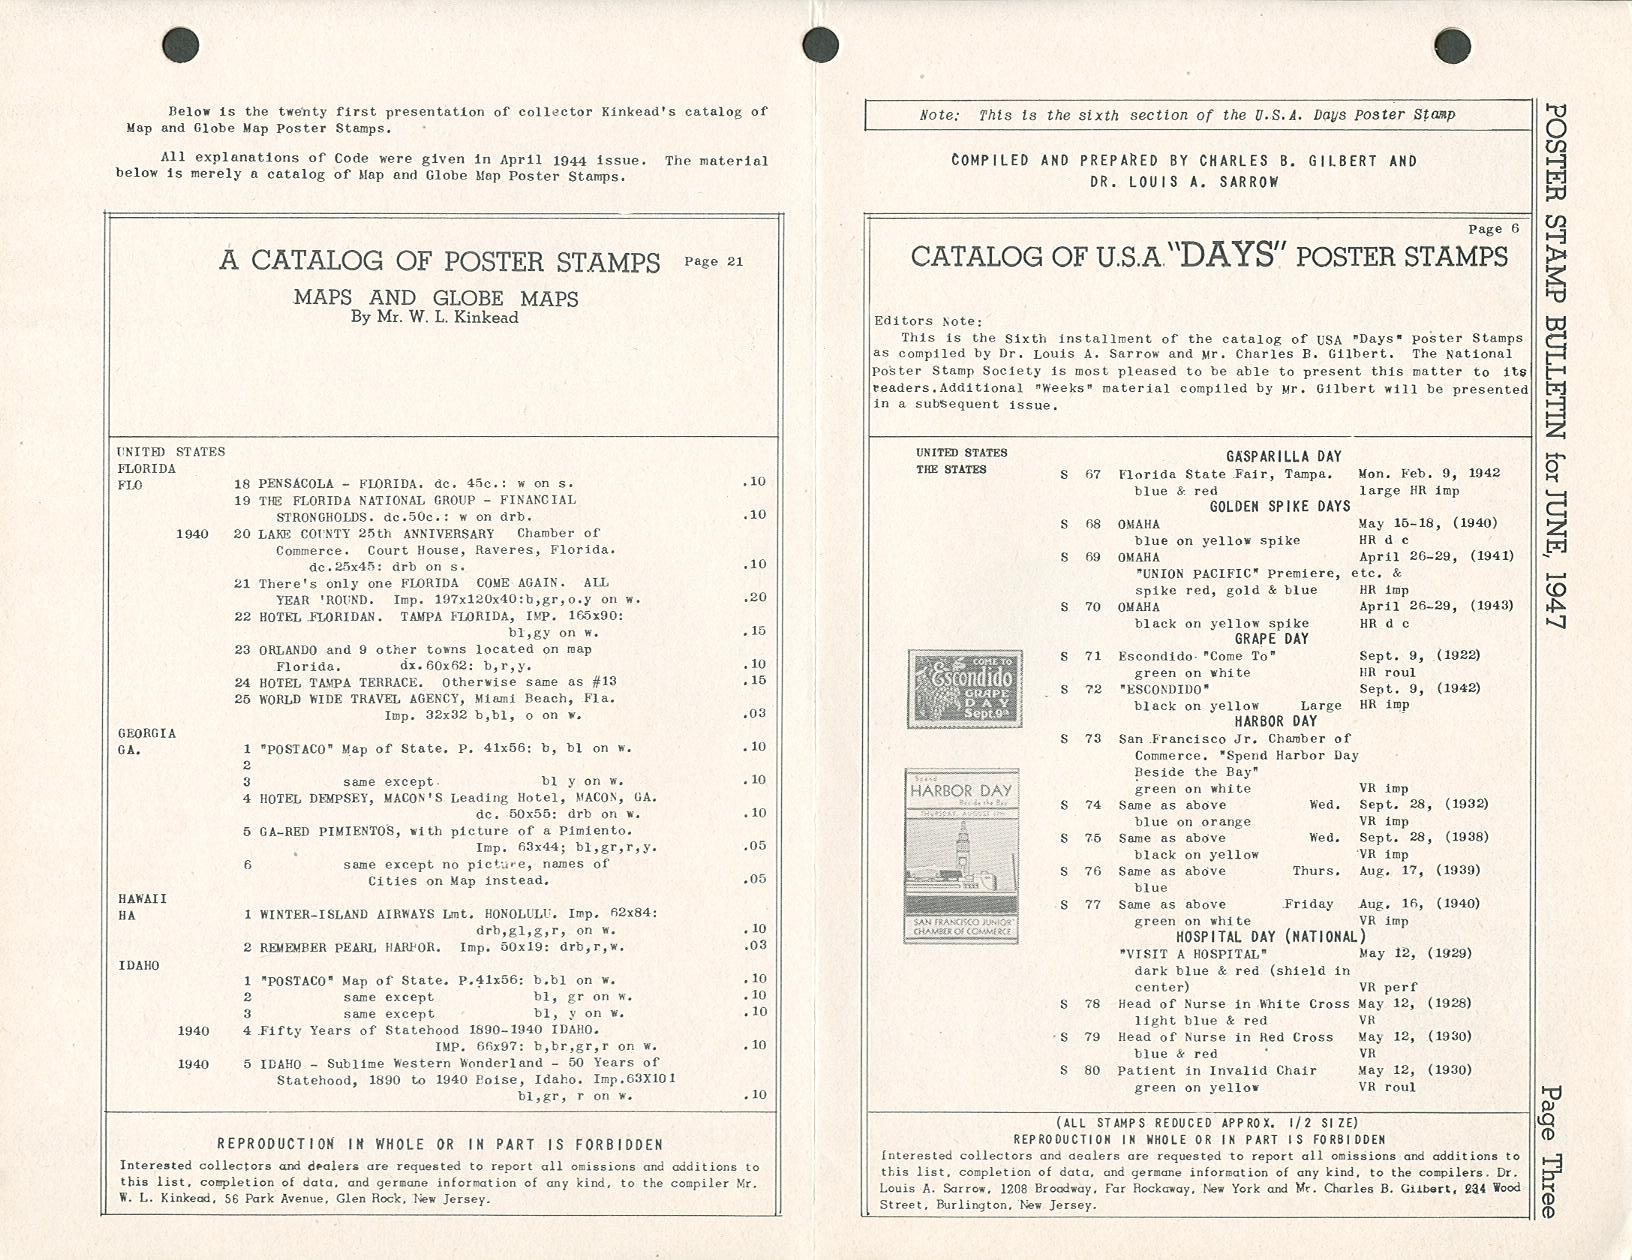 Below is the twenty first presentation of collector Kinkead's catalog of
Map and Globe Map Poster Stamps.
All explanations of Code were given in April 1944 issue. The material
below is merely a catalog of Map and Globe Map Poster Stamps.
A CATALOG OF POSTER STAMPS Page 21
MAPS AND GLOBE MAPS
By Mr. W. L. Kinkead
UNITED STATES
FLORIDA
FLO 18 PENSACOLA - FLORIDA. dc. 45c.: w on s. .10
19 THE FLORIDA NATIONAL GROUP - FINANCIAL
STRONGHOLDS. dc.50c.: w on drb. .10
1940 20 LAKE COUNTY 25th ANNIVERSARY Chamber of
Commerce. Court House, Raveres, Florida.
dc.25x45: drb on s. .10
21 There's only one FLORIDA COME AGAIN. ALL
YEAR 'ROUND. Imp. 197x120x40:b,gr,o.y on w. .20
22 HOTEL FLORIDAN. TAMPA FLORIDA, IMP. 165x90:
bl,gy on w. .15
23 ORLANDO and 9 other towns located on map
Florida. dx.60x62: b,r,y. .10
24 HOTEL TAMPA TERRACE. Otherwise same as #13 .15
25 WORLD WIDE TRAVEL AGENCY, Miami Beach, Fla.
Imp. 32x32 b,bl, o on w. .03
GEORGIA
GA. 1 "POSTACO" Map of State. P. 41x56: b, bl on w. .10
2
3 same except bl y on w. .10
4 HOTEL DEMPSEY, MACON'S Leading Hotel, MACON, GA.
dc. 50x55: drb on w. .10
5 GA-RED PIMIENTOS, with picture of a Pimiento.
Imp. 63x44; bl,gr,r,y. .05
6 same except no picture, names of
Cities on Map instead. .05
HAWAII
HA 1 WINTER-ISLAND AIRWAYS Lmt. HONOLULU. Imp. 62x84:
drb,gl,g,r, on w. .10
2 REMEMBER PEARL HARBOR. Imp. 50x19: drb,r,w. .03
IDAHO
1 "POSTACO" Map of State. P.41x56: b.bl on w. .10
2 same except bl, gr on w. .10
3 same except bl, y on w. .10
1940 4 Fifty Years of Statehood 1890-1940 IDAHO.
IMP. 66x97: b,br,gr,r on w. .10
1940 5 IDAHO - Sublime Western Wonderland - 50 Years of
Statehood, 1890 to 1940 Boise, Idaho. Imp.63X101
bl,gr, r on w. .10
REPRODUCTION IN WHOLE OR IN PART IS FORBIDDEN
Interested collectors and dealers are requested to report all omissions and additions to
this list, completion of data, and germane information of any kind, to the compiler Mr.
W. L. Kinkead, 56 Park Avenue, Glen Rock, New Jersey.
Note: This is the sixth section of the U.S.A. Days Poster Stamp
COMPILED AND PREPARED BY CHARLES B. GILBERT AND
DR. LOUIS A. SARROW
Page 6
CATALOG OF U.S.A. "DAYS" POSTER STAMPS
Editors Note:
This is the Sixth installment of the catalog of USA "Days" Poster Stamps
as compiled by Dr. Louis A. Sarrow and Mr. Charles B. Gilbert. The National
Poster Stamp Society is most pleased to be able to present this matter to its
readers.Additional "Weeks" material compiled by Mr. Gilbert will be presented
in a subsequent issue.
UNITED STATES
THE STATES
GASPARILLA DAY
S 67 Florida State Fair, Tampa. Mon. Feb. 9, 1942
blue & red large HR imp
GOLDEN SPIKE DAYS
S 68 OMAHA May 15-18, (1940)
blue on yellow spike HR d c
S 69 OMAHA April 26-29, (1941)
"UNION PACIFIC" Premiere, etc. &
spike red, gold & blue HR imp
S 70 OMAHA April 26-29, (1943)
black on yellow spike HR d c
GRAPE DAY
S 71 Escondido "Come To" Sept. 9, (1922)
green on white HR roul
S 72 "ESCONDIDO" Sept. 9, (1942)
black on yellow Large HR imp
HARBOR DAY
S 73 San Francisco Jr. Chamber of
Commerce. "Spend Harbor Day
Beside the Bay"
green on white VR imp
S 74 Same as above Wed. Sept. 28, (1932)
blue on orange VR imp
S 75 Same as above Wed. Sept. 28, (1938)
black on yellow VR imp
S 76 Same as above Thurs. Aug. 17, (1939)
blue
S 77 Same as above Friday Aug. 16, (1940)
green on white VR imp
HOSPITAL DAY (NATIONAL)
"VISIT A HOSPITAL" May 12, (1929)
dark blue & red (shield in
center) VR perf
S 78 Head of Nurse in White Cross May 12, (1928)
light blue & red VR
S 79 Head of Nurse in Red Cross May 12, (1930)
blue & red VR
S 80 Patient in Invalid Chair May 12, (1930)
green on yellow VR roul
COME TO
Escondido
GRAPE
DAY
Sept. 9th
Spend
HARBOR DAY
Beside the Bay
THURSDAY, AUGUST 17th
SAN FRANCISCO JUNIOR
CHAMBER OF COMMERCE
(ALL STAMPS REDUCED APPROX. 1/2 SIZE)
REPRODUCTION IN WHOLE OR IN PART IS FORBIDDEN
Interested collectors and dealers are requested to report all omissions and additions to
this list, completion of data, and germane information of any kind, to the compilers. Dr.
Louis A. Sarrow, 1208 Broadway, Far Rockaway, New York and Mr. Charles B. Gilbert, 234 Wood
Street, Burlington, New Jersey.
POSTER STAMP BULLETIN for JUNE, 1947
Page Three